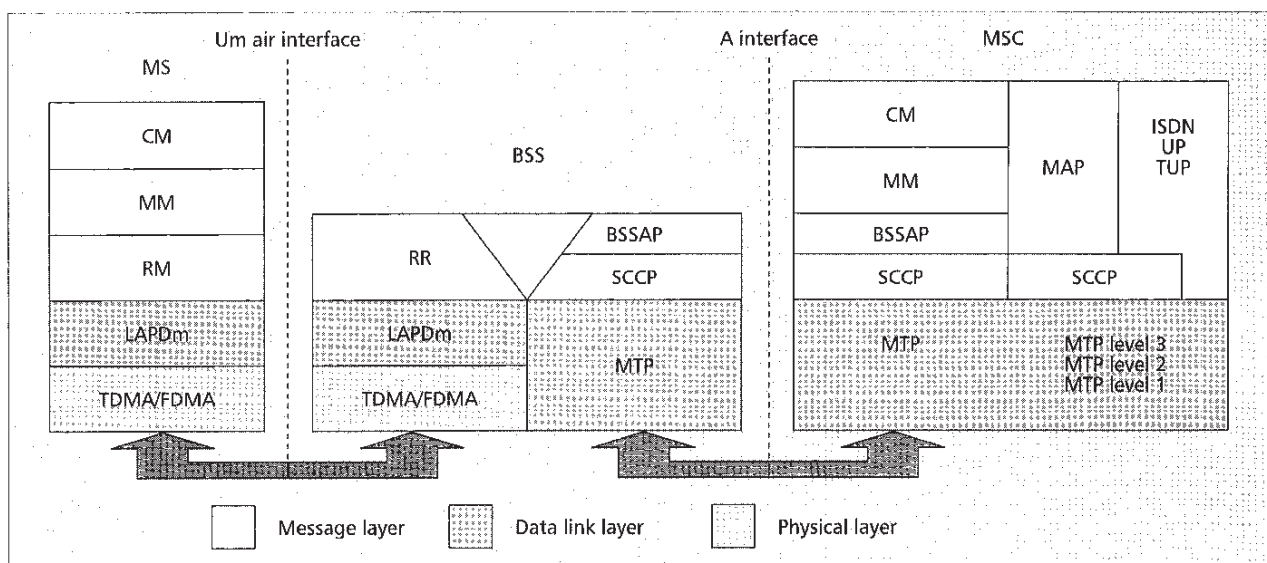 Um air interface
A interface
MSC
MS
BSS
CM
MM
RM
LAPDm
TDMA/FDMA
RR
LAPDm
TDMA/FDMA
BSSAP
SCCP
MTP
CM
MM
BSSAP
SCCP
MTP
MAP
SCCP
ISDN
UP
TUP
MTP level 3
MTP level 2
MTP level 1
Message layer
Data link layer
Physical layer